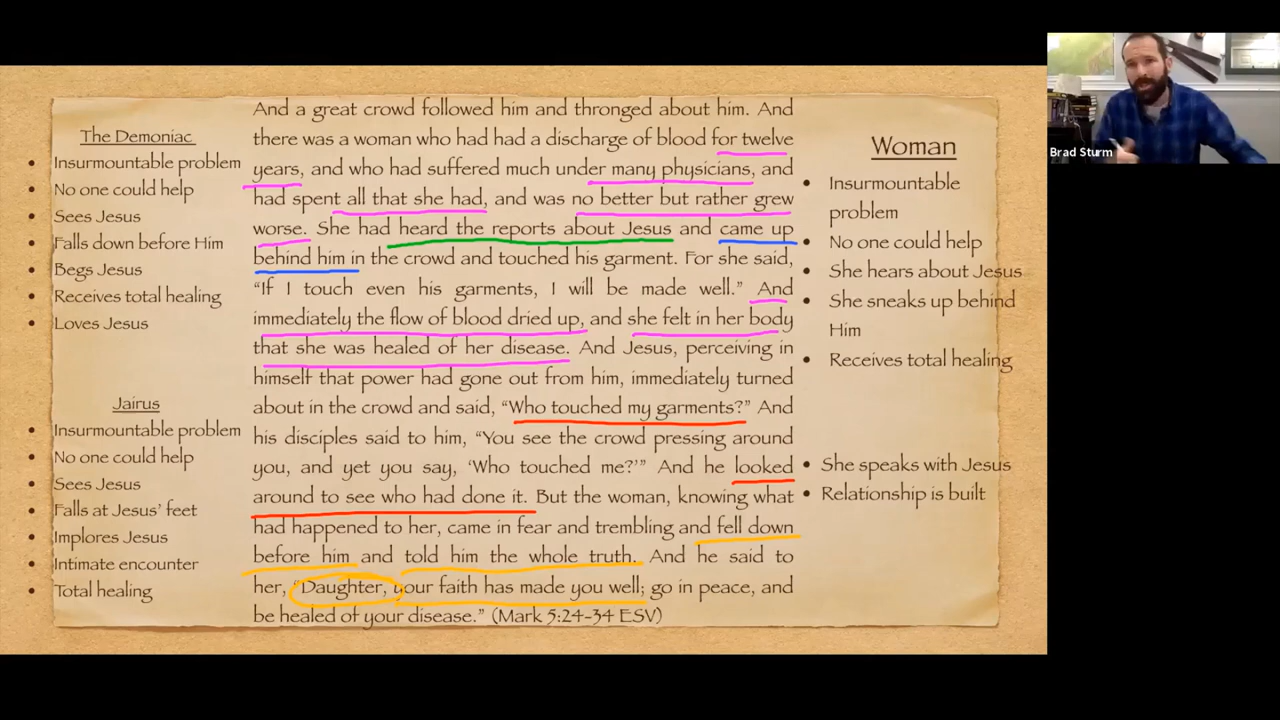 The Demoniac
• Insurmountable problem
• No one could help
• Sees Jesus
• Falls down before Him
• Begs Jesus
• Receives total healing
• Loves Jesus
Jairus
• Insurmountable problem
• No one could help
• Sees Jesus
• Falls at Jesus’ feet
• Implores Jesus
• Intimate encounter
• Total healing
And a great crowd followed him and thronged about him. And
there was a woman who had had a discharge of blood for twelve
years, and who had suffered much under many physicians, and
had spent all that she had, and was no better but rather grew
worse. She had heard the reports about Jesus and came up
behind him in the crowd and touched his garment. For she said,
“If I touch even his garments, I will be made well.” And
immediately the flow of blood dried up, and she felt in her body
that she was healed of her disease. And Jesus, perceiving in
himself that power had gone out from him, immediately turned
about in the crowd and said, “Who touched my garments?” And
his disciples said to him, “You see the crowd pressing around
you, and yet you say, ‘Who touched me?’” And he looked
around to see who had done it. But the woman, knowing what
had happened to her, came in fear and trembling and fell down
before him and told him the whole truth. And he said to
her, “Daughter, your faith has made you well; go in peace, and
be healed of your disease.” (Mark 5:24-34 ESV)
Woman
• Insurmountable
problem
• No one could help
• She hears about Jesus
• She sneaks up behind
Him
• Receives total healing
• She speaks with Jesus
• Relationship is built
Brad Sturm